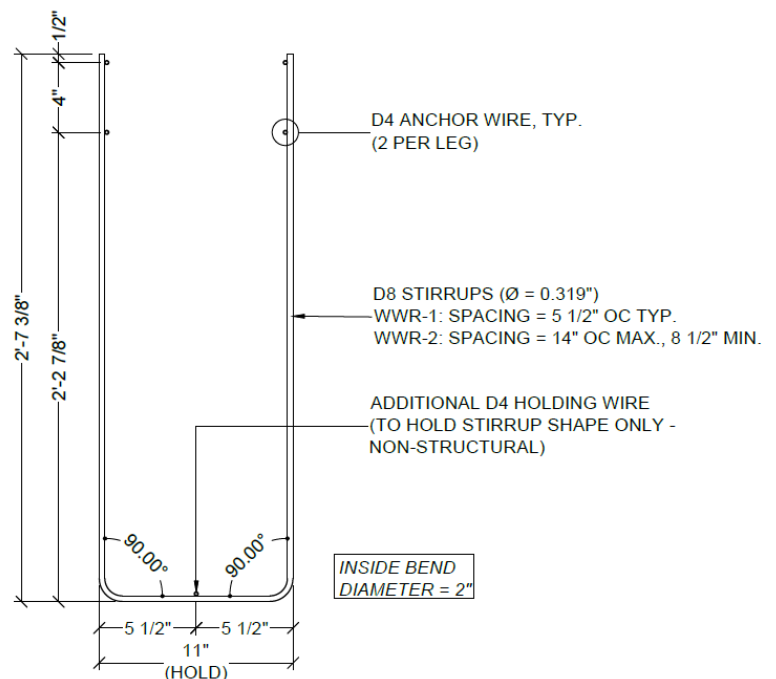 1/2"
4"
2'-7 3/8"
2'-2 7/8"
D4 ANCHOR WIRE, TYP.
(2 PER LEG)
D8 STIRRUPS (Ø = 0.319")
WWR-1: SPACING = 5 1/2" OC TYP.
WWR-2: SPACING = 14" OC MAX., 8 1/2" MIN.
ADDITIONAL D4 HOLDING WIRE
(TO HOLD STIRRUP SHAPE ONLY -
NON-STRUCTURAL)
90.00°
90.00°
INSIDE BEND
DIAMETER = 2"
5 1/2"
5 1/2"
11"
(HOLD)